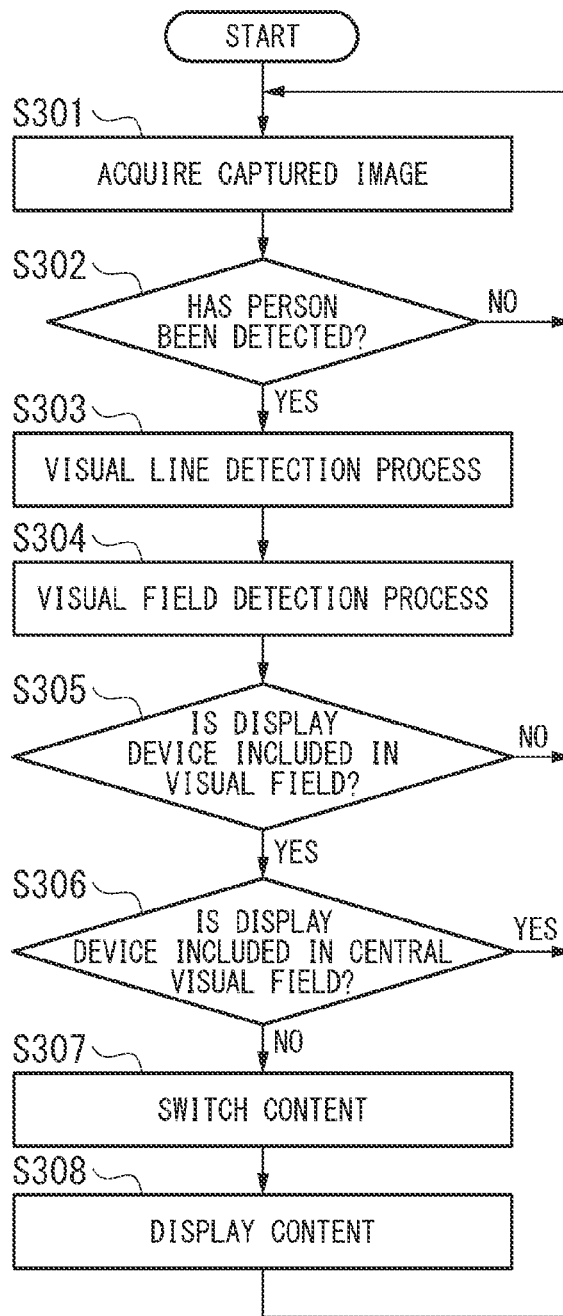 START
S301
ACQUIRE CAPTURED IMAGE
S302
HAS PERSON
BEEN DETECTED?
NO
YES
S303
VISUAL LINE DETECTION PROCESS
S304
VISUAL FIELD DETECTION PROCESS
S305
IS DISPLAY
DEVICE INCLUDED IN
VISUAL FIELD?
NO
YES
S306
IS DISPLAY
DEVICE INCLUDED IN CENTRAL
VISUAL FIELD?
YES
NO
S307
SWITCH CONTENT
S308
DISPLAY CONTENT